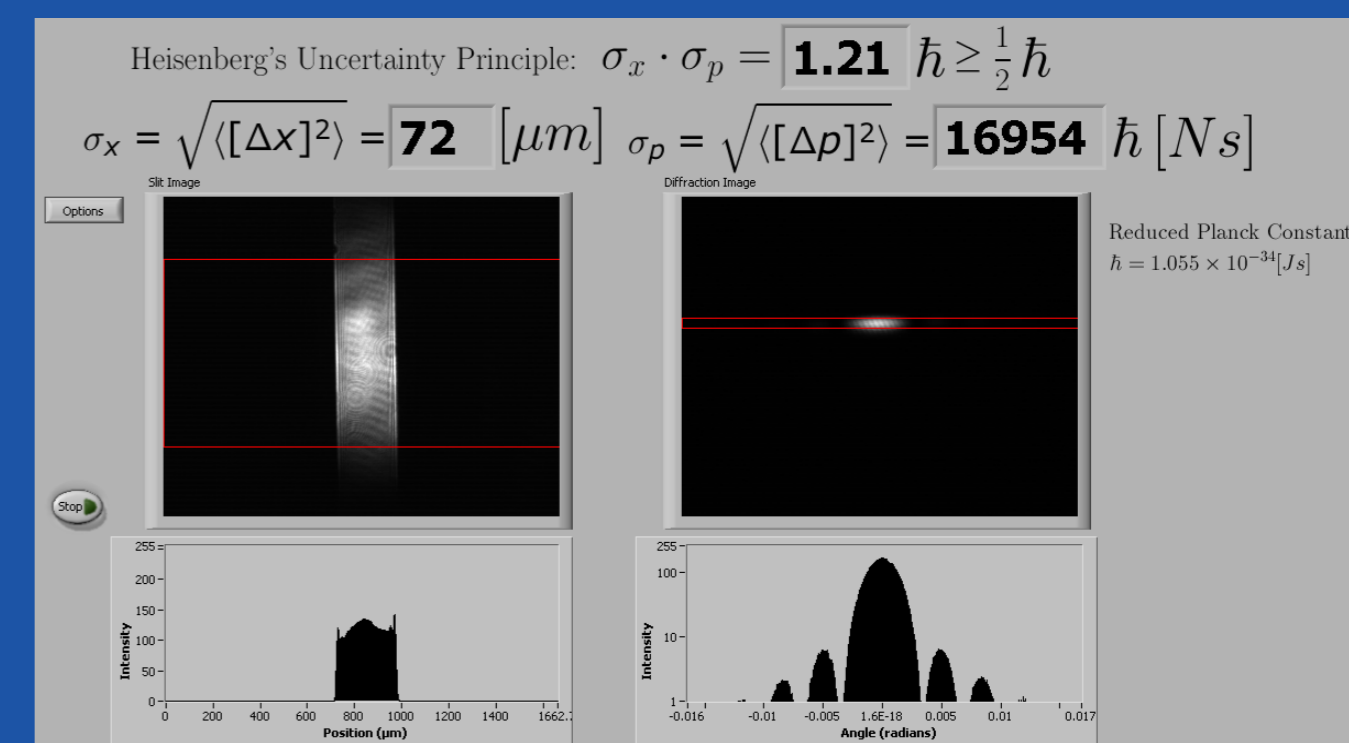 Heisenberg's Uncertainty Principle: σx · σp = 1.21 ħ ≥ 1/2 ħ
σx = √⟨[Δx]²⟩ = 72 [μm] σp = √⟨[Δp]²⟩ = 16954 ħ [Ns]
Slit Image
Diffraction Image
Options
Reduced Planck Constant
ħ = 1.055 × 10⁻³⁴[Js]
Stop
255
200
150
100
50
0
Intensity
0 200 400 600 800 1000 1200 1400 1662.
Position (μm)
255
100
10
1
Intensity
-0.016 -0.01 -0.005 1.6E-18 0.005 0.01 0.017
Angle (radians)